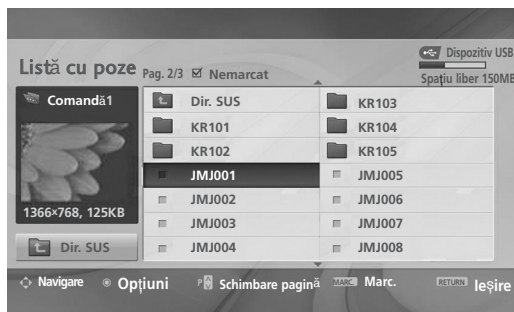 Listă cu poze
Pag. 2/3 Nemarcat
Dispozitiv USB
Spaţiu liber 150MB
Comandă1
1366×768, 125KB
Dir. SUS
Dir. SUS
KR101
KR102
JMJ001
JMJ002
JMJ003
JMJ004
KR103
KR104
KR105
JMJ005
JMJ006
JMJ007
JMJ008
Navigare Opţiuni P Schimbare pagină MARC. Marc. RETURN Ieşire